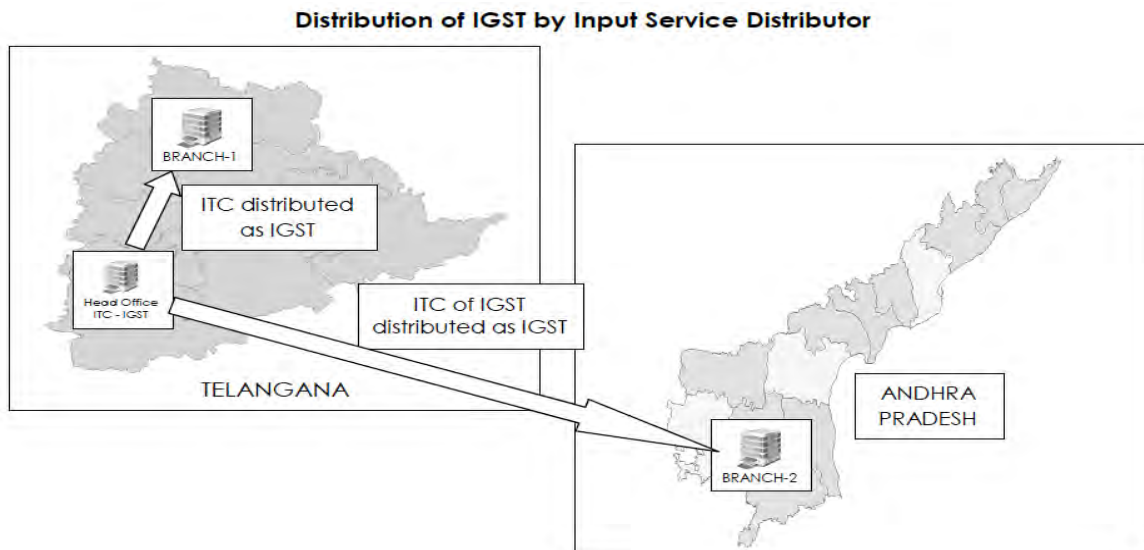 Distribution of IGST by Input Service Distributor
BRANCH-1
ITC distributed
as IGST
Head Office
ITC - IGST
ITC of IGST
distributed as IGST
TELANGANA
ANDHRA
PRADESH
BRANCH-2